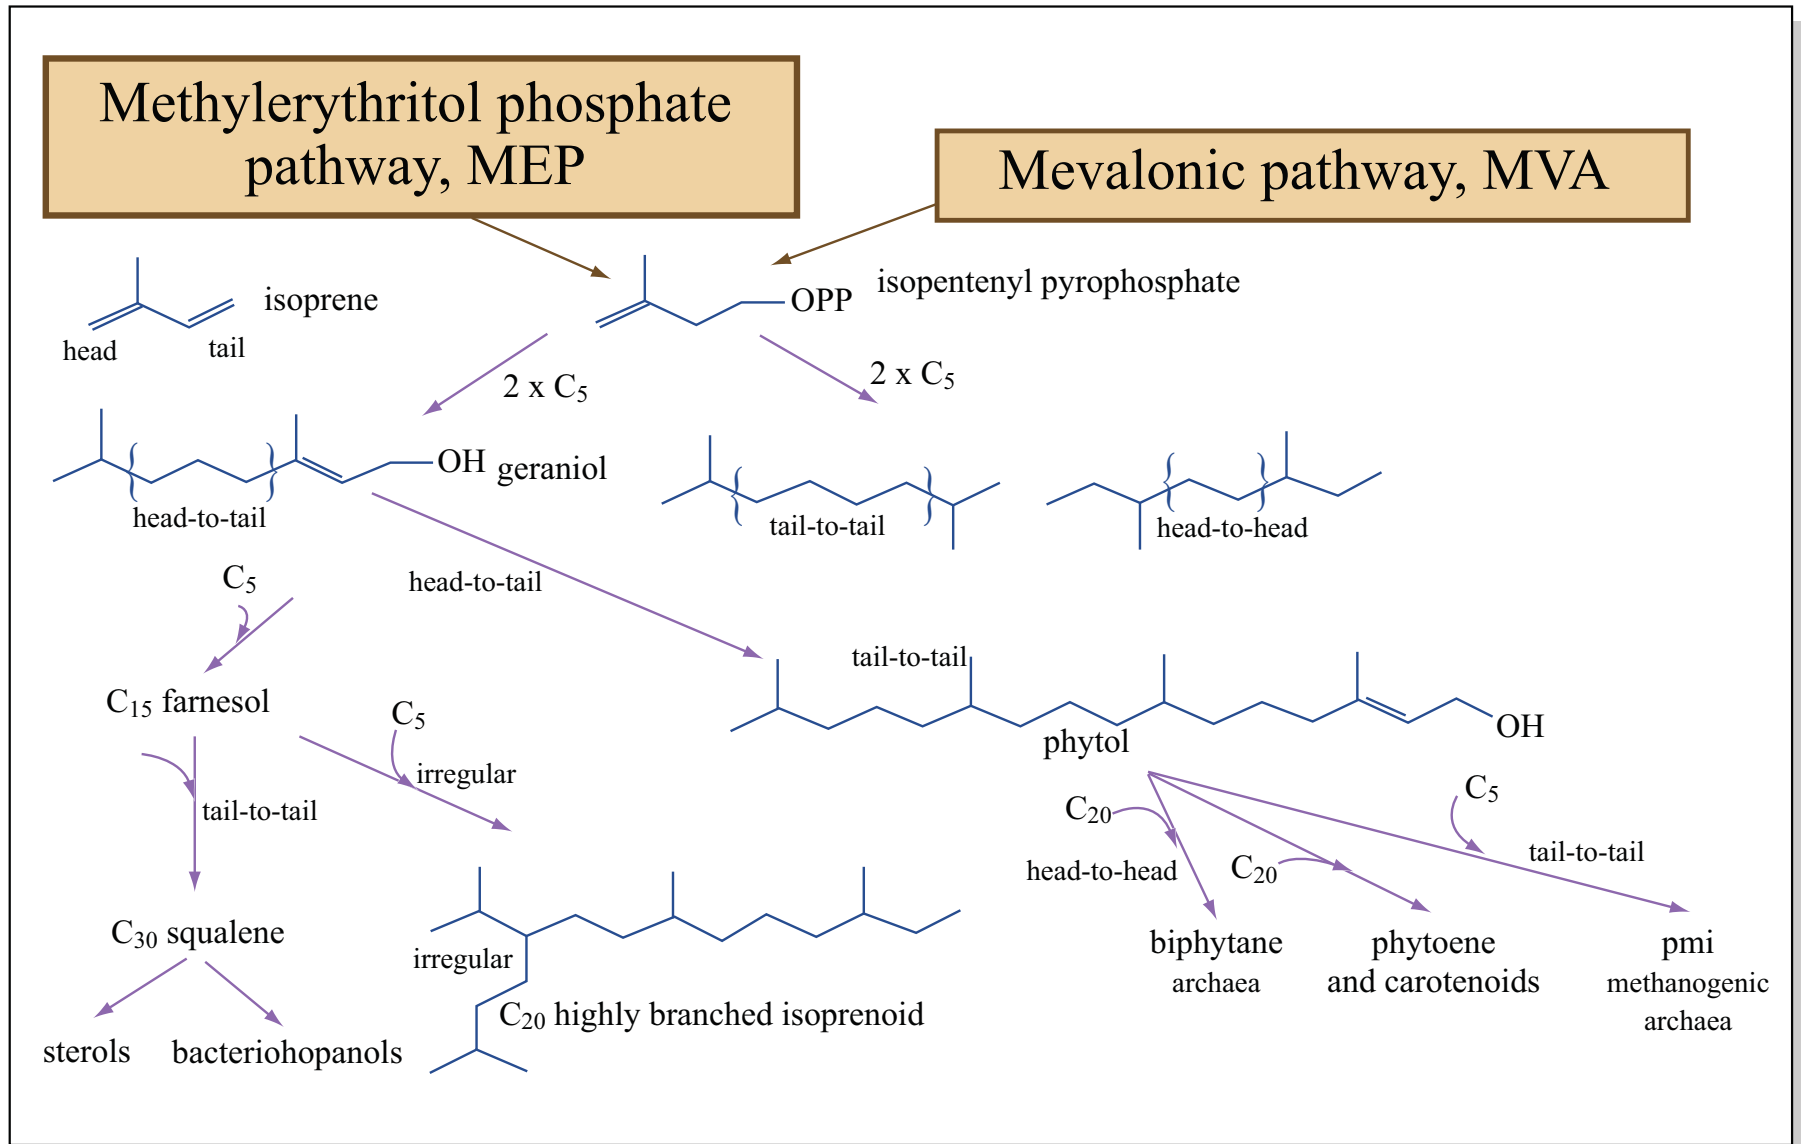 Methylerythritol phosphate
pathway, MEP
Mevalonic pathway, MVA
isoprene
head
tail
OPP
isopentenyl pyrophosphate
2 x C5
2 x C5
OH
geraniol
head-to-tail
tail-to-tail
head-to-head
C5
head-to-tail
C15 farnesol
C5
irregular
tail-to-tail
tail-to-tail
phytol
OH
C20
head-to-head
C20
C5
tail-to-tail
C30 squalene
irregular
C20 highly branched isoprenoid
sterols
bacteriohopanols
biphytane
archaea
phytoene
and carotenoids
pmi
methanogenic
archaea